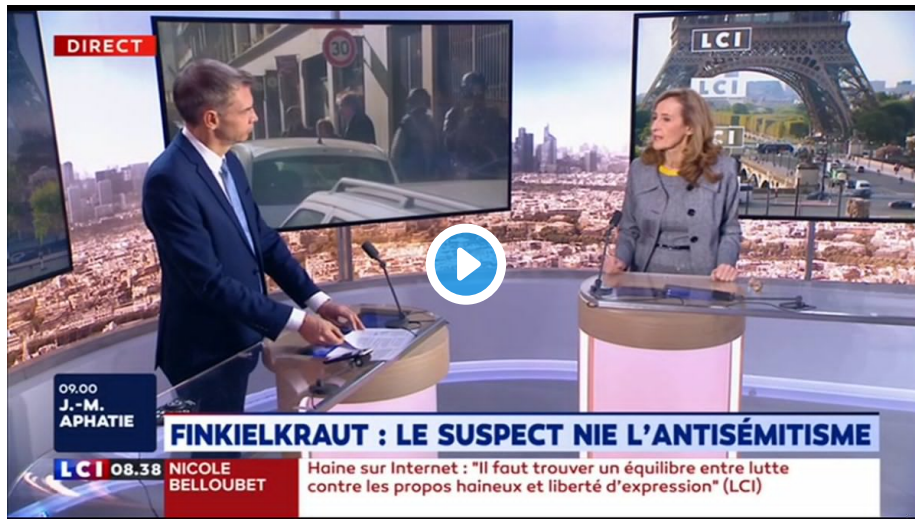 DIRECT
30
LCI
LCI
LCI
09.00
J.-M.
APHATIE
FINKIELKRAUT : LE SUSPECT NIE L'ANTISÉMITISME
LCI 08.38
NICOLE
BELLOUBET
Haine sur Internet : "Il faut trouver un équilibre entre lutte
contre les propos haineux et liberté d'expression" (LCI)